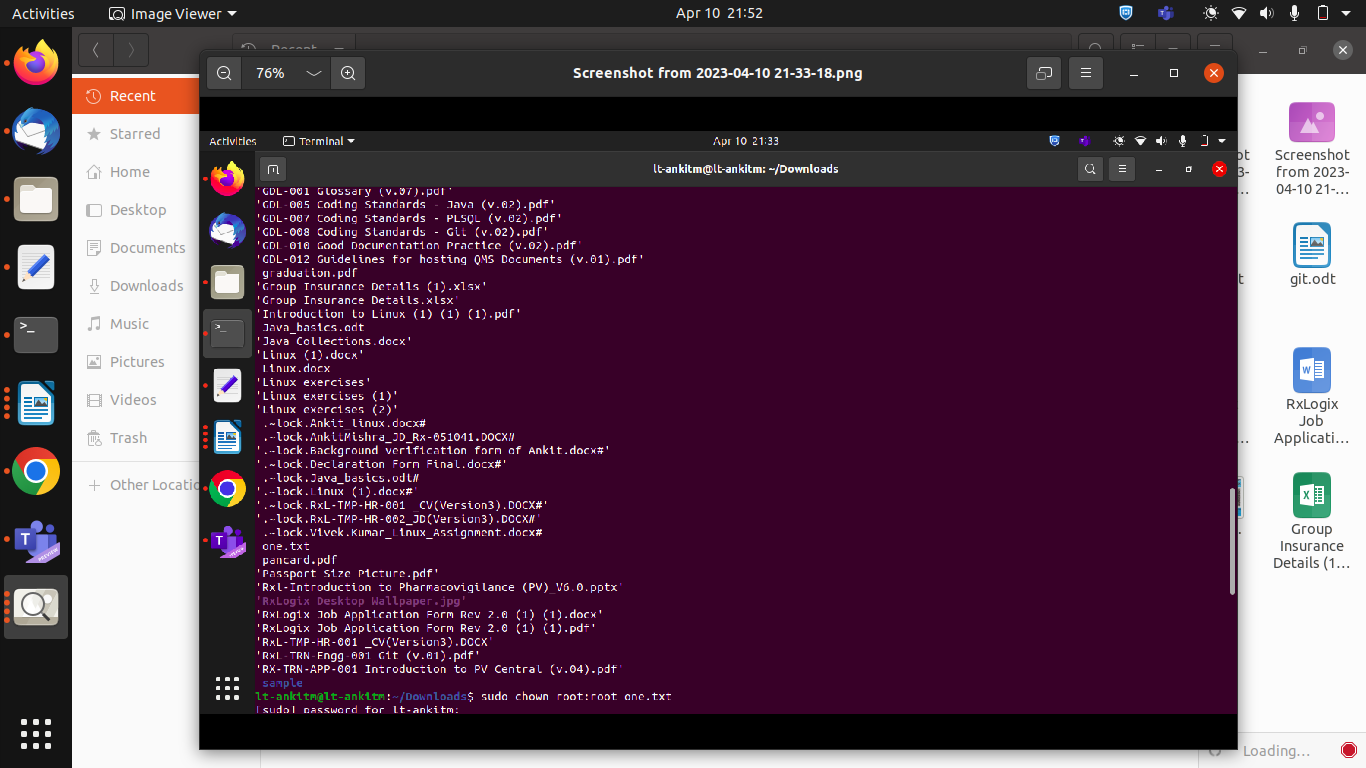 Activities
Image Viewer
Apr 10 21:52
Recent
76%
Screenshot from 2023-04-10 21-33-18.png
Recent
Starred
Home
Desktop
Documents
Downloads
Music
Pictures
Videos
Trash
Other Locatio
Activities
Terminal
Apr 10 21:33
lt-ankitm@lt-ankitm: ~/Downloads
'GDL-001 Glossary (v.07).pdf'
'GDL-005 Coding Standards - Java (v.02).pdf'
'GDL-007 Coding Standards - PLSQL (v.02).pdf'
'GDL-008 Coding Standards - Git (v.02).pdf'
'GDL-010 Good Documentation Practice (v.02).pdf'
'GDL-012 Guidelines for hosting QMS Documents (v.01).pdf'
graduation.pdf
'Group Insurance Details (1).xlsx'
'Group Insurance Details.xlsx'
'Introduction to Linux (1) (1) (1).pdf'
Java_basics.odt
'Java Collections.docx'
'Linux (1).docx'
Linux.docx
'Linux exercises'
'Linux exercises (1)'
'Linux exercises (2)'
.~lock.Ankit_linux.docx#
.~lock.AnkitMishra_JD_Rx-051041.DOCX#
'.~lock.Background verification form of Ankit.docx#'
'.~lock.Declaration Form Final.docx#'
.~lock.Java_basics.odt#
'.~lock.Linux (1).docx#'
'.~lock.RxL-TMP-HR-001 _CV(Version3).DOCX#'
'.~lock.RxL-TMP-HR-002_JD(Version3).DOCX#'
.~lock.Vivek.Kumar_Linux_Assignment.docx#
one.txt
pancard.pdf
'Passport Size Picture.pdf'
'Rxl-Introduction to Pharmacovigilance (PV)_V6.0.pptx'
'RxLogix Desktop Wallpaper.jpg'
'RxLogix Job Application Form Rev 2.0 (1) (1).docx'
'RxLogix Job Application Form Rev 2.0 (1) (1).pdf'
'RxL-TMP-HR-001 _CV(Version3).DOCX'
'RxL-TRN-Engg-001 Git (v.01).pdf'
'RX-TRN-APP-001 Introduction to PV Central (v.04).pdf'
sample
lt-ankitm@lt-ankitm:~/Downloads$ sudo chown root:root one.txt
[sudo] password for lt-ankitm:
Screenshot
from 2023-
04-10 21-...
git.odt
RxLogix
Job
Applicati...
Group
Insurance
Details (1...
Loading...